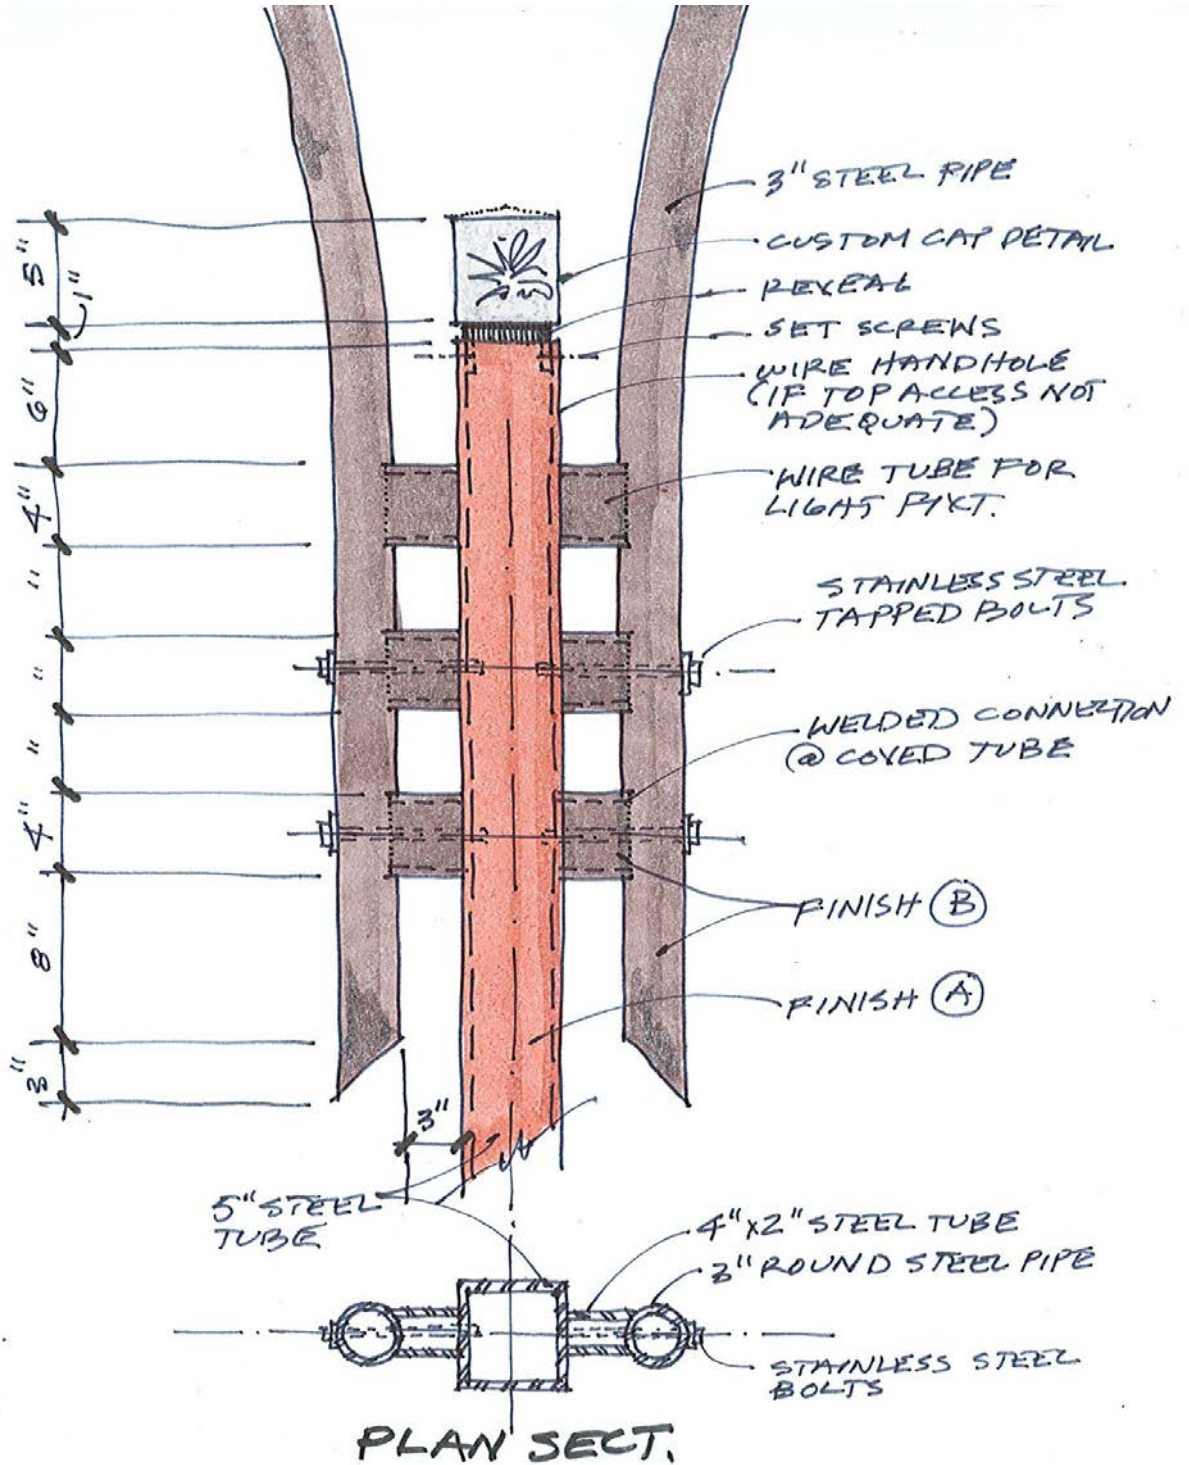 3" STEEL PIPE
CUSTOM CAP DETAIL
REVEAL
SET SCREWS
WIRE HANDHOLE
(IF TOP ACCESS NOT
ADEQUATE)
WIRE TUBE FOR
LIGHT FIXT.
STAINLESS STEEL
TAPPED BOLTS
WELDED CONNECTION
@ COVED TUBE
FINISH B
FINISH A
5"
1"
6"
4"
"
"
"
4"
8"
3"
3"
5" STEEL
TUBE
4"x2" STEEL TUBE
3" ROUND STEEL PIPE
STAINLESS STEEL
BOLTS
PLAN SECT.